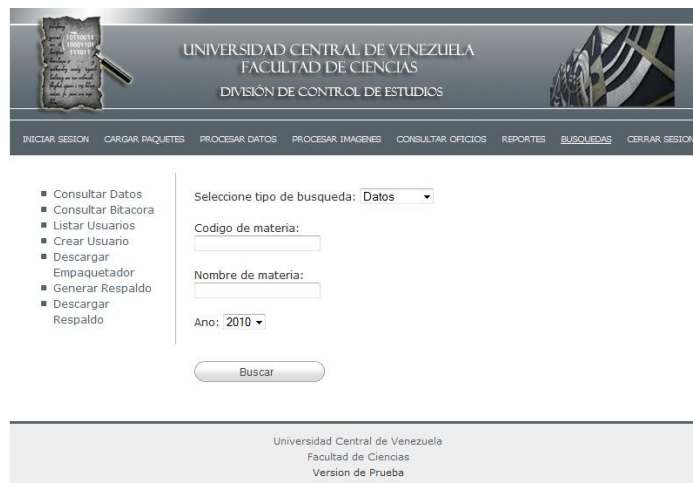 10110011
10001101
111011
UNIVERSIDAD CENTRAL DE VENEZUELA
FACULTAD DE CIENCIAS
DIVISIÓN DE CONTROL DE ESTUDIOS
INICIAR SESION CARGAR PAQUETES PROCESAR DATOS PROCESAR IMAGENES CONSULTAR OFICIOS REPORTES BUSQUEDAS CERRAR SESION
Consultar Datos
Consultar Bitacora
Listar Usuarios
Crear Usuario
Descargar
Empaquetador
Generar Respaldo
Descargar
Respaldo
Seleccione tipo de busqueda: Datos
Codigo de materia:
Nombre de materia:
Ano: 2010
Buscar
Universidad Central de Venezuela
Facultad de Ciencias
Version de Prueba